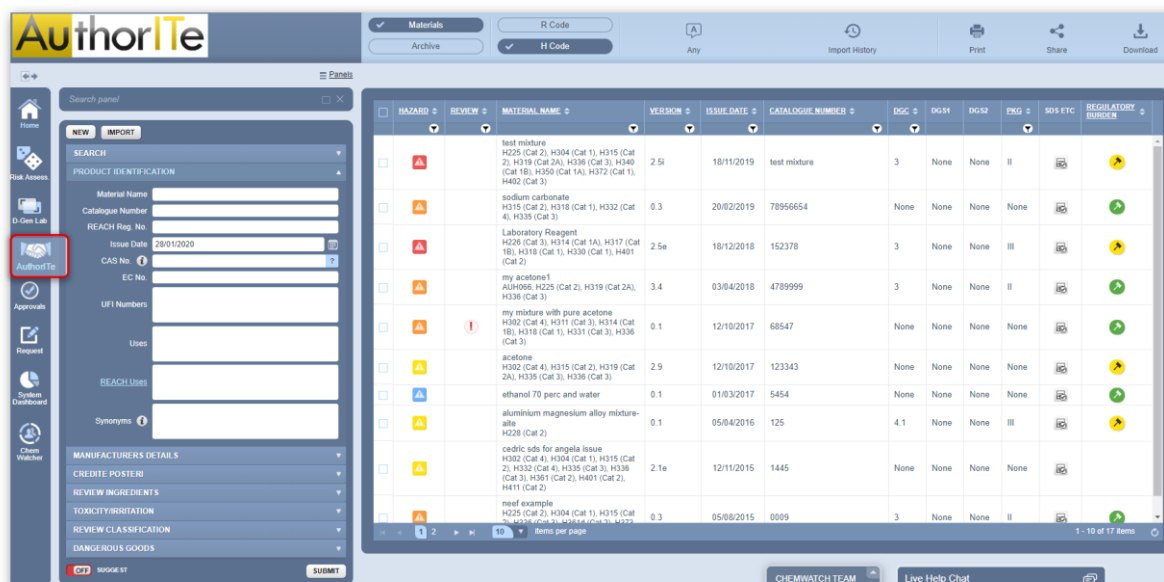 AuthorITe
Materials
Archive
R Code
H Code
Any
Import History
Print
Share
Download
Panels
Home
Risk Assess.
D-Gen Lab
AuthorITe
Approvals
Request
System
Dashboard
Chem
Watcher
Search panel
NEW IMPORT
SEARCH
PRODUCT IDENTIFICATION
Material Name
Catalogue Number
REACH Reg. No.
Issue Date 28/01/2020
CAS No. i ?
EC No.
UFI Numbers
Uses
REACH Uses
Synonyms i
MANUFACTURERS DETAILS
CREDITE POSTERI
REVIEW INGREDIENTS
TOXICITY/IRRITATION
REVIEW CLASSIFICATION
DANGEROUS GOODS
OFF SUGGEST SUBMIT
HAZARD REVIEW MATERIAL NAME VERSION ISSUE DATE CATALOGUE NUMBER DGC DGS1 DGS2 PKG SDS ETC REGULATORY
BURDEN
test mixture
H225 (Cat 2), H304 (Cat 1), H315 (Cat
2), H319 (Cat 2A), H336 (Cat 3), H340
(Cat 1B), H350 (Cat 1A), H372 (Cat 1),
H402 (Cat 3)
2.5i 18/11/2019 test mixture 3 None None II
sodium carbonate
H315 (Cat 2), H318 (Cat 1), H332 (Cat
4), H335 (Cat 3)
0.3 20/02/2019 78956654 None None None None
Laboratory Reagent
H226 (Cat 3), H314 (Cat 1A), H317 (Cat
1B), H318 (Cat 1), H330 (Cat 1), H401
(Cat 2)
2.5e 18/12/2018 152378 3 None None III
my acetone1
AUH066, H225 (Cat 2), H319 (Cat 2A),
H336 (Cat 3)
3.4 03/04/2018 4789999 3 None None II
my mixture with pure acetone
H302 (Cat 4), H311 (Cat 3), H314 (Cat
1B), H318 (Cat 1), H331 (Cat 3), H336
(Cat 3)
0.1 12/10/2017 68547 None None None None
acetone
H302 (Cat 4), H315 (Cat 2), H319 (Cat
2A), H335 (Cat 3), H336 (Cat 3)
2.9 12/10/2017 123343 None None None None
ethanol 70 perc and water 0.1 01/03/2017 5454 None None None None
aluminium magnesium alloy mixture-
aite
H228 (Cat 2)
0.1 05/04/2016 125 4.1 None None III
cedric sds for angela issue
H302 (Cat 4), H304 (Cat 1), H315 (Cat
2), H332 (Cat 4), H335 (Cat 3), H336
(Cat 3), H361 (Cat 2), H401 (Cat 2),
H411 (Cat 2)
2.1e 12/11/2015 1445 None None None None
neef example
H225 (Cat 2), H304 (Cat 1), H315 (Cat
0.3 05/08/2015 0009 3 None None II
1 2 10 items per page 1 - 10 of 17 items
CHEMWATCH TEAM
Live Help Chat